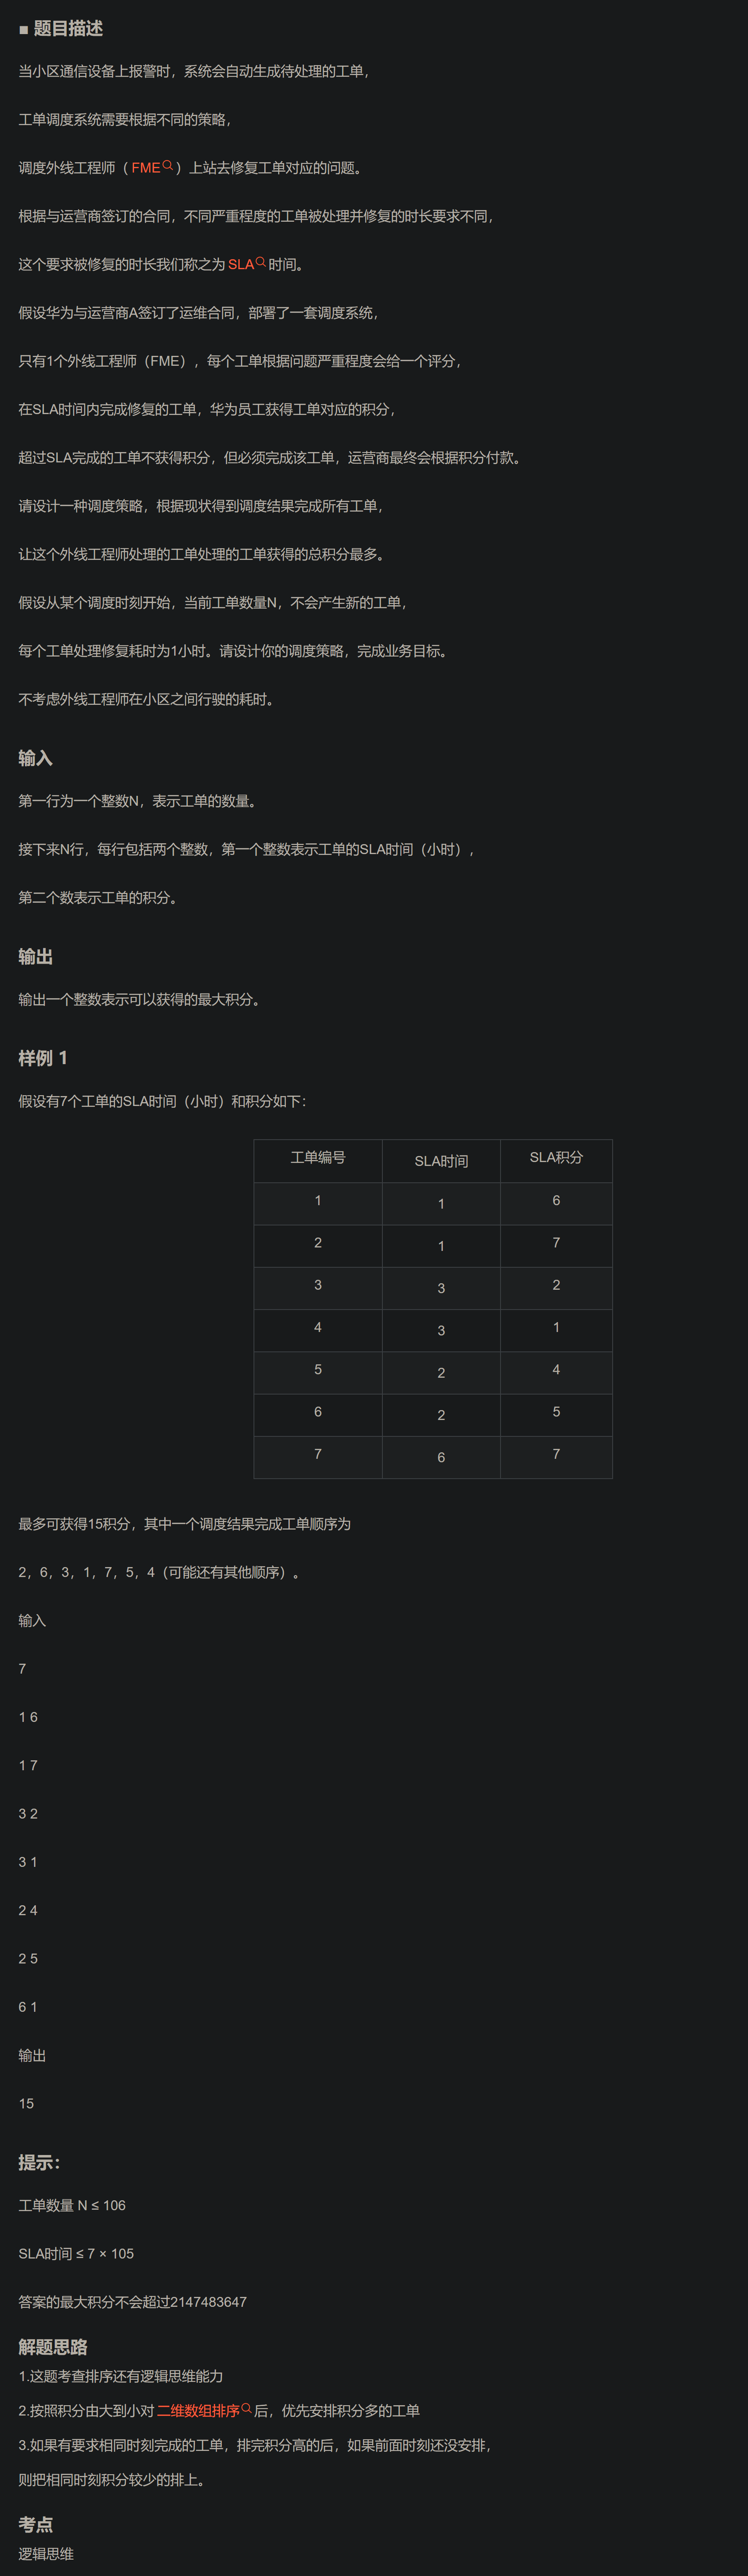 ■ 题目描述
当小区通信设备上报警时，系统会自动生成待处理的工单，
工单调度系统需要根据不同的策略，
调度外线工程师（FME）上站去修复工单对应的问题。
根据与运营商签订的合同，不同严重程度的工单被处理并修复的时长要求不同，
这个要求被修复的时长我们称之为 SLA 时间。
假设华为与运营商A签订了运维合同，部署了一套调度系统，
只有1个外线工程师（FME），每个工单根据问题严重程度会给一个评分，
在SLA时间内完成修复的工单，华为员工获得工单对应的积分，
超过SLA完成的工单不获得积分，但必须完成该工单，运营商最终会根据积分付款。
请设计一种调度策略，根据现状得到调度结果完成所有工单，
让这个外线工程师处理的工单处理的工单获得的总积分最多。
假设从某个调度时刻开始，当前工单数量N，不会产生新的工单，
每个工单处理修复耗时为1小时。请设计你的调度策略，完成业务目标。
不考虑外线工程师在小区之间行驶的耗时。
输入
第一行为一个整数N，表示工单的数量。
接下来N行，每行包括两个整数，第一个整数表示工单的SLA时间（小时），
第二个数表示工单的积分。
输出
输出一个整数表示可以获得的最大积分。
样例 1
假设有7个工单的SLA时间（小时）和积分如下：
工单编号 SLA时间 SLA积分
1 1 6
2 1 7
3 3 2
4 3 1
5 2 4
6 2 5
7 6 7
最多可获得15积分，其中一个调度结果完成工单顺序为
2，6，3，1，7，5，4（可能还有其他顺序）。
输入
7
1 6
1 7
3 2
3 1
2 4
2 5
6 1
输出
15
提示：
工单数量 N ≤ 106
SLA时间 ≤ 7 × 105
答案的最大积分不会超过2147483647
解题思路
1.这题考查排序还有逻辑思维能力
2.按照积分由大到小对 二维数组排序 后，优先安排积分多的工单
3.如果有要求相同时刻完成的工单，排完积分高的后，如果前面时刻还没安排，
则把相同时刻积分较少的排上。
考点
逻辑思维